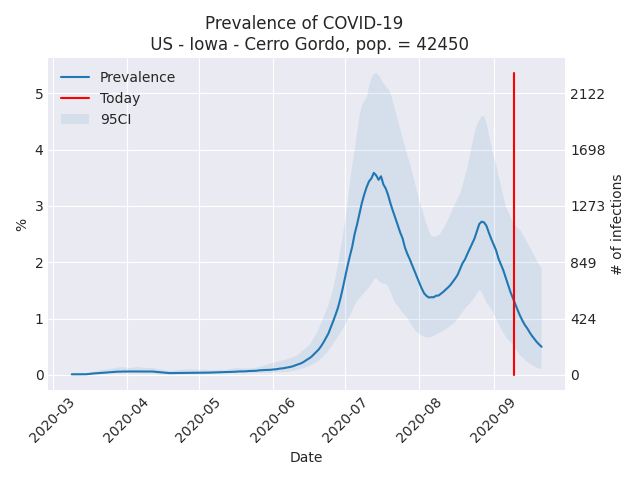 Prevalence of COVID-19
US - Iowa - Cerro Gordo, pop. = 42450
Prevalence
Today
95CI
5
4
3
2
1
0
%
2122
1698
1273
849
424
0
# of infections
2020-03
2020-04
2020-05
2020-06
2020-07
2020-08
2020-09
Date